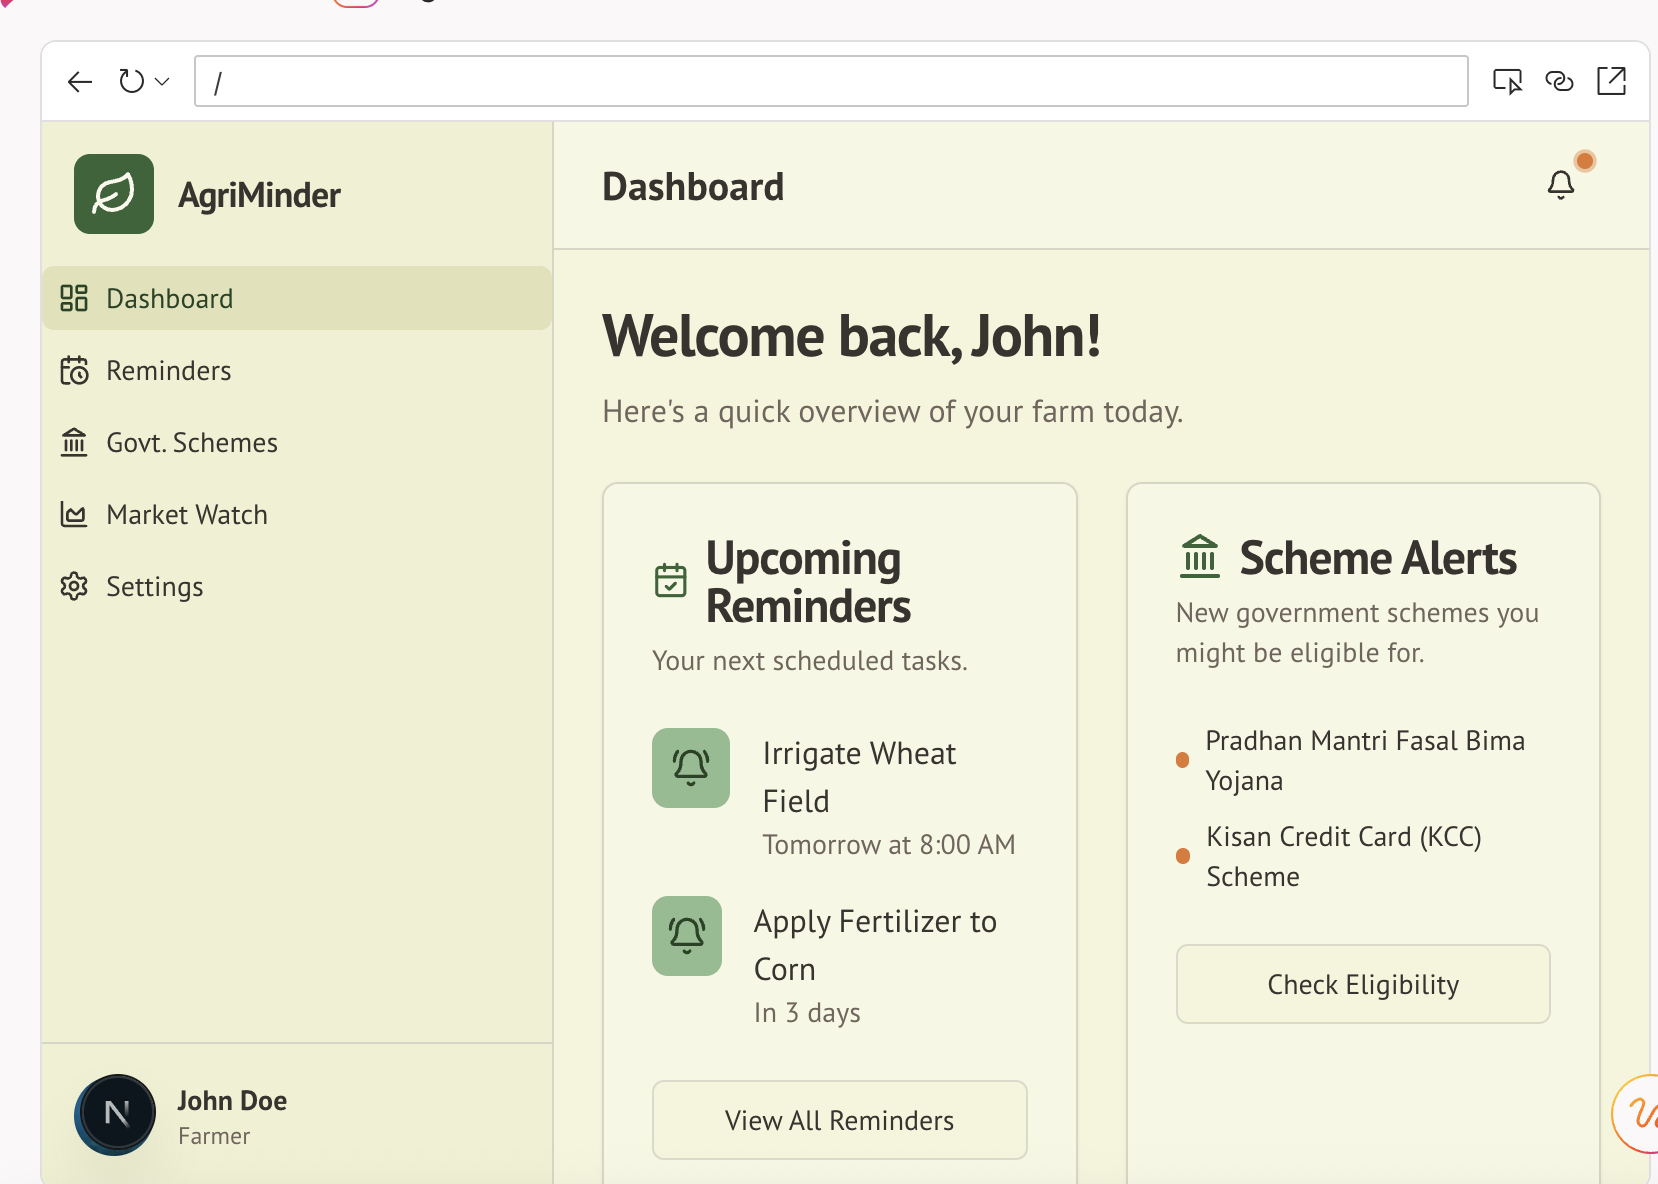 /
AgriMinder
Dashboard
Reminders
Govt. Schemes
Market Watch
Settings
John Doe
Farmer
Dashboard
Welcome back, John!
Here's a quick overview of your farm today.
Upcoming
Reminders
Your next scheduled tasks.
Irrigate Wheat
Field
Tomorrow at 8:00 AM
Apply Fertilizer to
Corn
In 3 days
View All Reminders
Scheme Alerts
New government schemes you
might be eligible for.
Pradhan Mantri Fasal Bima
Yojana
Kisan Credit Card (KCC)
Scheme
Check Eligibility
N